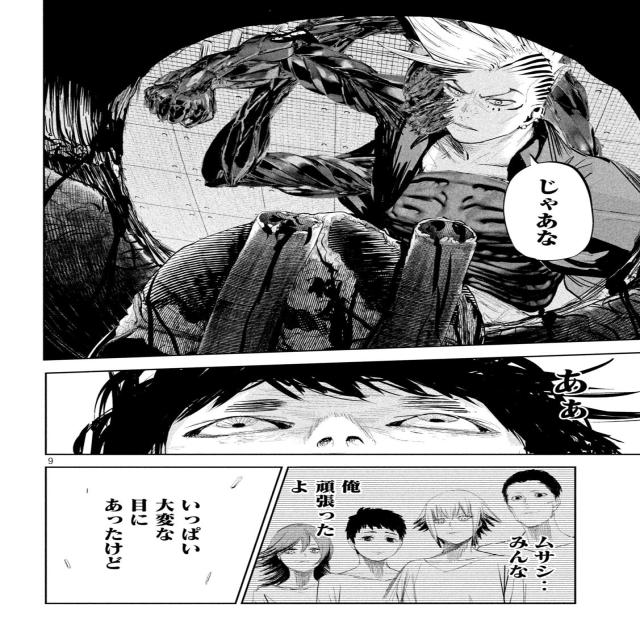 じゃあな
あぁ
ムサシ‥
みんな
俺
頑張った
よ
いっぱい
大変な
目に
あったけど
9